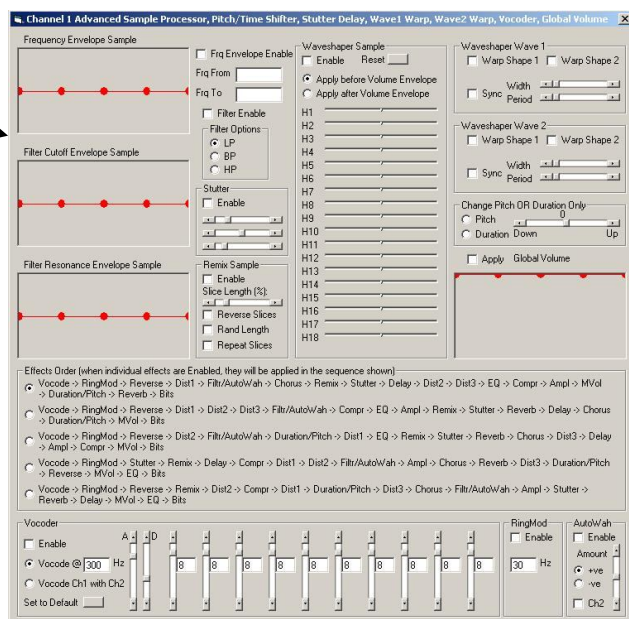 Channel 1 Advanced Sample Processor, Pitch/Time Shifter, Stutter Delay, Wave1 Warp, Wave2 Warp, Vocoder, Global Volume
Frequency Envelope Sample
Filter Cutoff Envelope Sample
Filter Resonance Envelope Sample
Frq Envelope Enable
Frq From
Frq To
Filter Enable
Filter Options
LP
BP
HP
Stutter
Enable
Remix Sample
Enable
Slice Length (%):
Reverse Slices
Rand Length
Repeat Slices
Waveshaper Sample
Enable Reset
Apply before Volume Envelope
Apply after Volume Envelope
H1
H2
H3
H4
H5
H6
H7
H8
H9
H10
H11
H12
H13
H14
H15
H16
H17
H18
Waveshaper Wave 1
Warp Shape 1 Warp Shape 2
Width
Sync Period
Waveshaper Wave 2
Warp Shape 1 Warp Shape 2
Width
Sync Period
Change Pitch OR Duration Only
Pitch 0
Duration Down Up
Apply Global Volume
Effects Order (when individual effects are Enabled, they will be applied in the sequence shown)
Vocode -> RingMod -> Reverse -> Dist1 -> Filtr/AutoWah -> Chorus -> Remix -> Stutter -> Delay -> Dist2 -> Dist3 -> EQ -> Compr -> Ampl -> MVol
-> Duration/Pitch -> Reverb -> Bits
Vocode -> RingMod -> Reverse -> Dist1 -> Dist2 -> Dist3 -> Filtr/AutoWah -> Compr -> EQ -> Ampl -> Remix -> Stutter -> Reverb -> Delay -> Chorus
-> Duration/Pitch -> MVol -> Bits
Vocode -> RingMod -> Reverse -> Dist2 -> Filtr/AutoWah -> Duration/Pitch -> Dist1 -> EQ -> Remix -> Stutter -> Reverb -> Chorus -> Dist3 -> Delay
-> Ampl -> Compr -> MVol -> Bits
Vocode -> RingMod -> Stutter -> Remix -> Delay -> Compr -> Dist1 -> Dist2 -> Filtr/AutoWah -> Ampl -> Chorus -> Reverb -> Dist3 -> Duration/Pitch
-> Reverse -> MVol -> EQ -> Bits
Vocode -> RingMod -> Reverse -> Remix -> Dist2 -> Compr -> Dist1 -> Duration/Pitch -> Dist3 -> Chorus -> Filtr/AutoWah -> Ampl -> Stutter ->
Reverb -> Delay -> MVol -> EQ -> Bits
Vocoder
Enable
Vocode @ 300 Hz
Vocode Ch1 with Ch2
Set to Default
A D
8 8 8 8 8 8 8 8 8
RingMod
Enable
30 Hz
AutoWah
Enable
Amount
+ve
-ve
Ch2